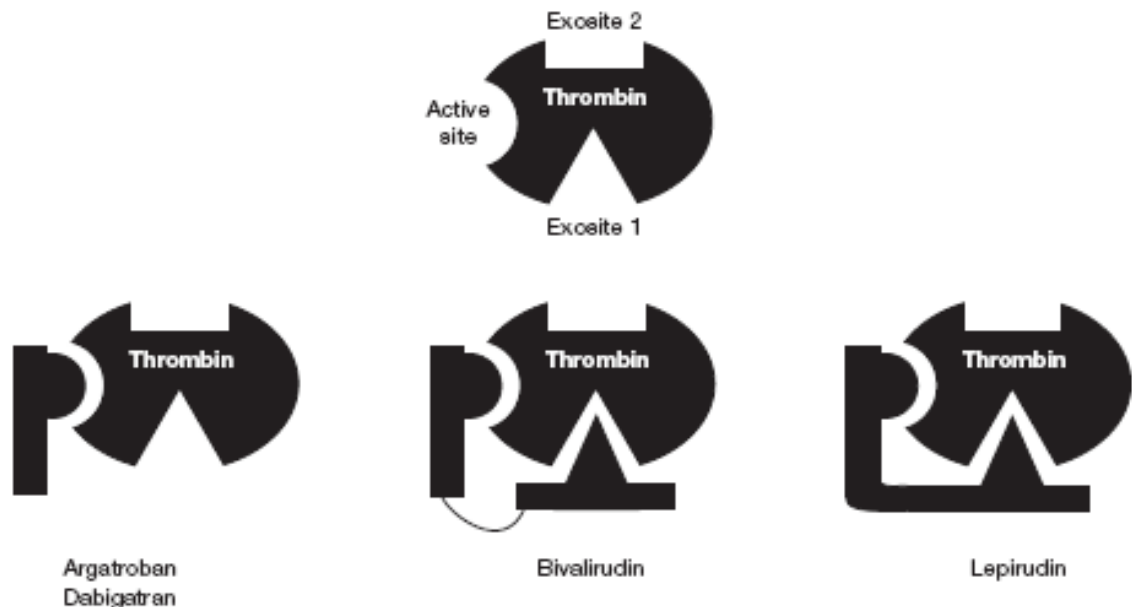 Exosite 2
Thrombin
Active
site
Exosite 1
Thrombin
Thrombin
Thrombin
Argatroban
Dabigatran
Bivalirudin
Lepirudin